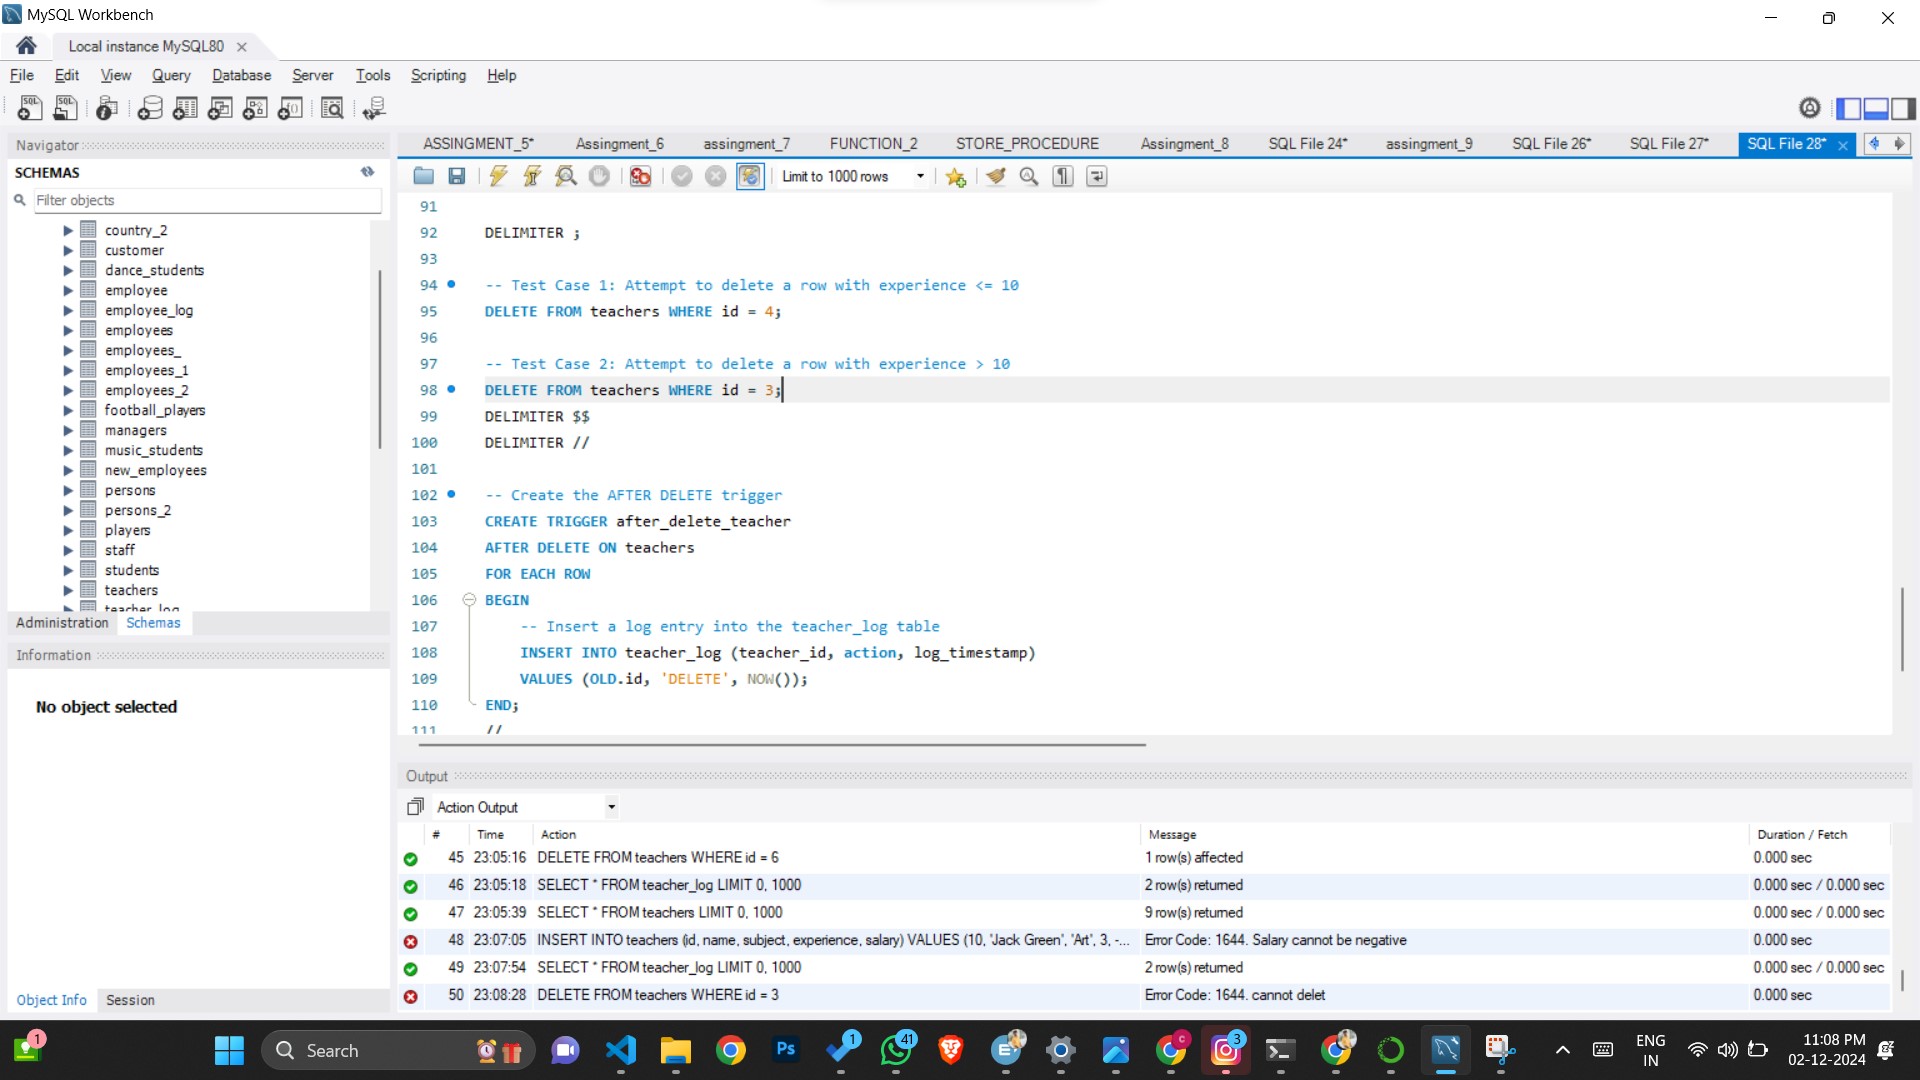 MySQL Workbench
Local instance MySQL80
File Edit View Query Database Server Tools Scripting Help
Navigator
SCHEMAS
Filter objects
country_2
customer
dance_students
employee
employee_log
employees
employees_
employees_1
employees_2
football_players
managers
music_students
new_employees
persons
persons_2
players
staff
students
teachers
teacher_log
Administration Schemas
Information
No object selected
Object Info Session
ASSINGMENT_5* Assingment_6 assingment_7 FUNCTION_2 STORE_PROCEDURE Assingment_8 SQL File 24* assingment_9 SQL File 26* SQL File 27* SQL File 28*
Limit to 1000 rows
91
92 DELIMITER ;
93
94 -- Test Case 1: Attempt to delete a row with experience <= 10
95 DELETE FROM teachers WHERE id = 4;
96
97 -- Test Case 2: Attempt to delete a row with experience > 10
98 DELETE FROM teachers WHERE id = 3;
99 DELIMITER $$
100 DELIMITER //
101
102 -- Create the AFTER DELETE trigger
103 CREATE TRIGGER after_delete_teacher
104 AFTER DELETE ON teachers
105 FOR EACH ROW
106 BEGIN
107 -- Insert a log entry into the teacher_log table
108 INSERT INTO teacher_log (teacher_id, action, log_timestamp)
109 VALUES (OLD.id, 'DELETE', NOW());
110 END;
111 //
Output
Action Output
# Time Action Message Duration / Fetch
45 23:05:16 DELETE FROM teachers WHERE id = 6 1 row(s) affected 0.000 sec
46 23:05:18 SELECT * FROM teacher_log LIMIT 0, 1000 2 row(s) returned 0.000 sec / 0.000 sec
47 23:05:39 SELECT * FROM teachers LIMIT 0, 1000 9 row(s) returned 0.000 sec / 0.000 sec
48 23:07:05 INSERT INTO teachers (id, name, subject, experience, salary) VALUES (10, 'Jack Green', 'Art', 3, -... Error Code: 1644. Salary cannot be negative 0.000 sec
49 23:07:54 SELECT * FROM teacher_log LIMIT 0, 1000 2 row(s) returned 0.000 sec / 0.000 sec
50 23:08:28 DELETE FROM teachers WHERE id = 3 Error Code: 1644. cannot delet 0.000 sec
1
Search
Ps
1
41
C
3
ENG
IN
11:08 PM
02-12-2024